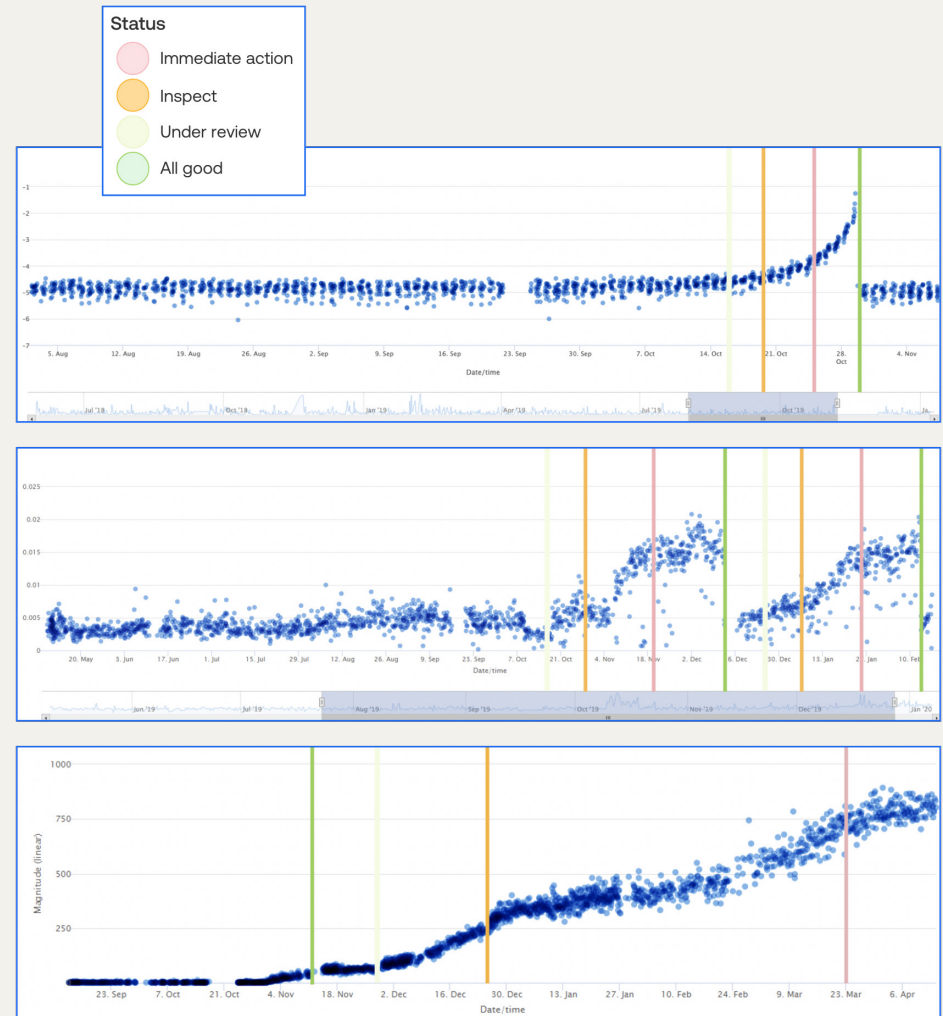 Status
Immediate action
Inspect
Under review
All good
-1
-2
-3
-4
-5
-6
-7
5. Aug 12. Aug 19. Aug 26. Aug 2. Sep 9. Sep 16. Sep 23. Sep 30. Sep 7. Oct 14. Oct 21. Oct 28. Oct 4. Nov
Date/time
Jul '18 Oct '18 Jan '19 Apr '19 Jul '19 Oct '19
0.025
0.02
0.015
0.01
0.005
0
20. May 3. Jun 17. Jun 1. Jul 15. Jul 29. Jul 12. Aug 26. Aug 9. Sep 23. Sep 7. Oct 21. Oct 4. Nov 18. Nov 2. Dec 6. Dec 30. Dec 13. Jan 10. Feb
Date/time
Jan '19 Jul '19 Aug '19 Sep '19 Oct '19 Nov '19 Dec '19 Jan '20
1000
750
500
250
Magnitude (linear)
23. Sep 7. Oct 21. Oct 4. Nov 18. Nov 2. Dec 16. Dec 30. Dec 13. Jan 27. Jan 10. Feb 24. Feb 9. Mar 23. Mar 6. Apr
Date/time